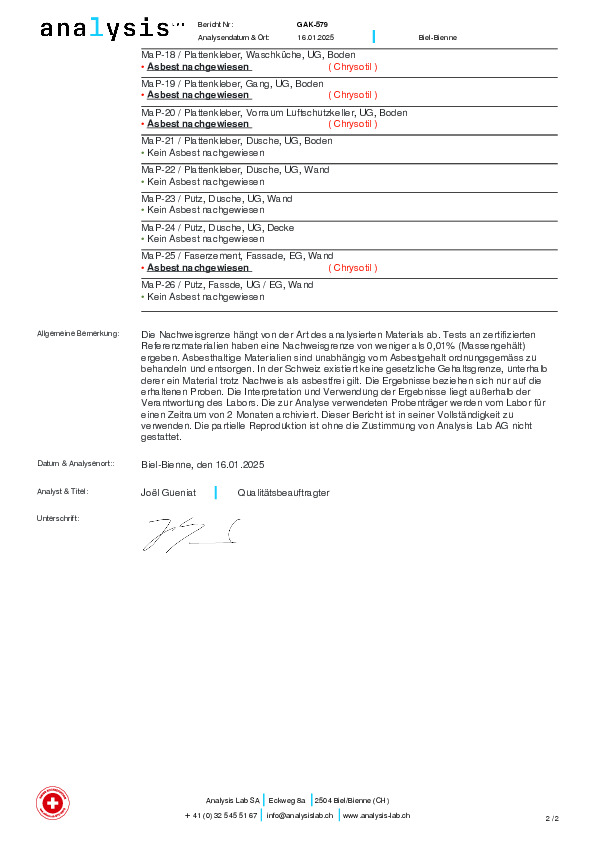 analysis
Bericht Nr: GAK-579
Analysendatum & Ort: 16.01.2025 | Biel-Bienne
MaP-18 / Plattenkleber, Waschküche, UG, Boden
• Asbest nachgewiesen ( Chrysotil )
MaP-19 / Plattenkleber, Gang, UG, Boden
• Asbest nachgewiesen ( Chrysotil )
MaP-20 / Plattenkleber, Vorraum Luftschutzkeller, UG, Boden
• Asbest nachgewiesen ( Chrysotil )
MaP-21 / Plattenkleber, Dusche, UG, Boden
• Kein Asbest nachgewiesen
MaP-22 / Plattenkleber, Dusche, UG, Wand
• Kein Asbest nachgewiesen
MaP-23 / Putz, Dusche, UG, Wand
• Kein Asbest nachgewiesen
MaP-24 / Putz, Dusche, UG, Decke
• Kein Asbest nachgewiesen
MaP-25 / Faserzement, Fassade, EG, Wand
• Asbest nachgewiesen ( Chrysotil )
MaP-26 / Putz, Fassde, UG / EG, Wand
• Kein Asbest nachgewiesen
Allgemeine Bemerkung: Die Nachweisgrenze hängt von der Art des analysierten Materials ab. Tests an zertifizierten
Referenzmaterialien haben eine Nachweisgrenze von weniger als 0,01% (Massengehält)
ergeben. Asbesthaltige Materialien sind unabhängig vom Asbestgehalt ordnungsgemäss zu
behandeln und entsorgen. In der Schweiz existiert keine gesetzliche Gehaltsgrenze, unterhalb
derer ein Material trotz Nachweis als asbestfrei gilt. Die Ergebnisse beziehen sich nur auf die
erhaltenen Proben. Die Interpretation und Verwendung der Ergebnisse liegt außerhalb der
Verantwortung des Labors. Die zur Analyse verwendeten Probenträger werden vom Labor für
einen Zeitraum von 2 Monaten archiviert. Dieser Bericht ist in seiner Vollständigkeit zu
verwenden. Die partielle Reproduktion ist ohne die Zustimmung von Analysis Lab AG nicht
gestattet.
Datum & Analysenort:: Biel-Bienne, den 16.01.2025
Analyst & Titel: Joël Gueniat | Qualitätsbeauftragter
Unterschrift:
Analysis Lab SA | Eckweg 8a | 2504 Biel/Bienne (CH)
+ 41 (0) 32 545 51 67 | info@analysislab.ch | www.analysis-lab.ch
2 / 2